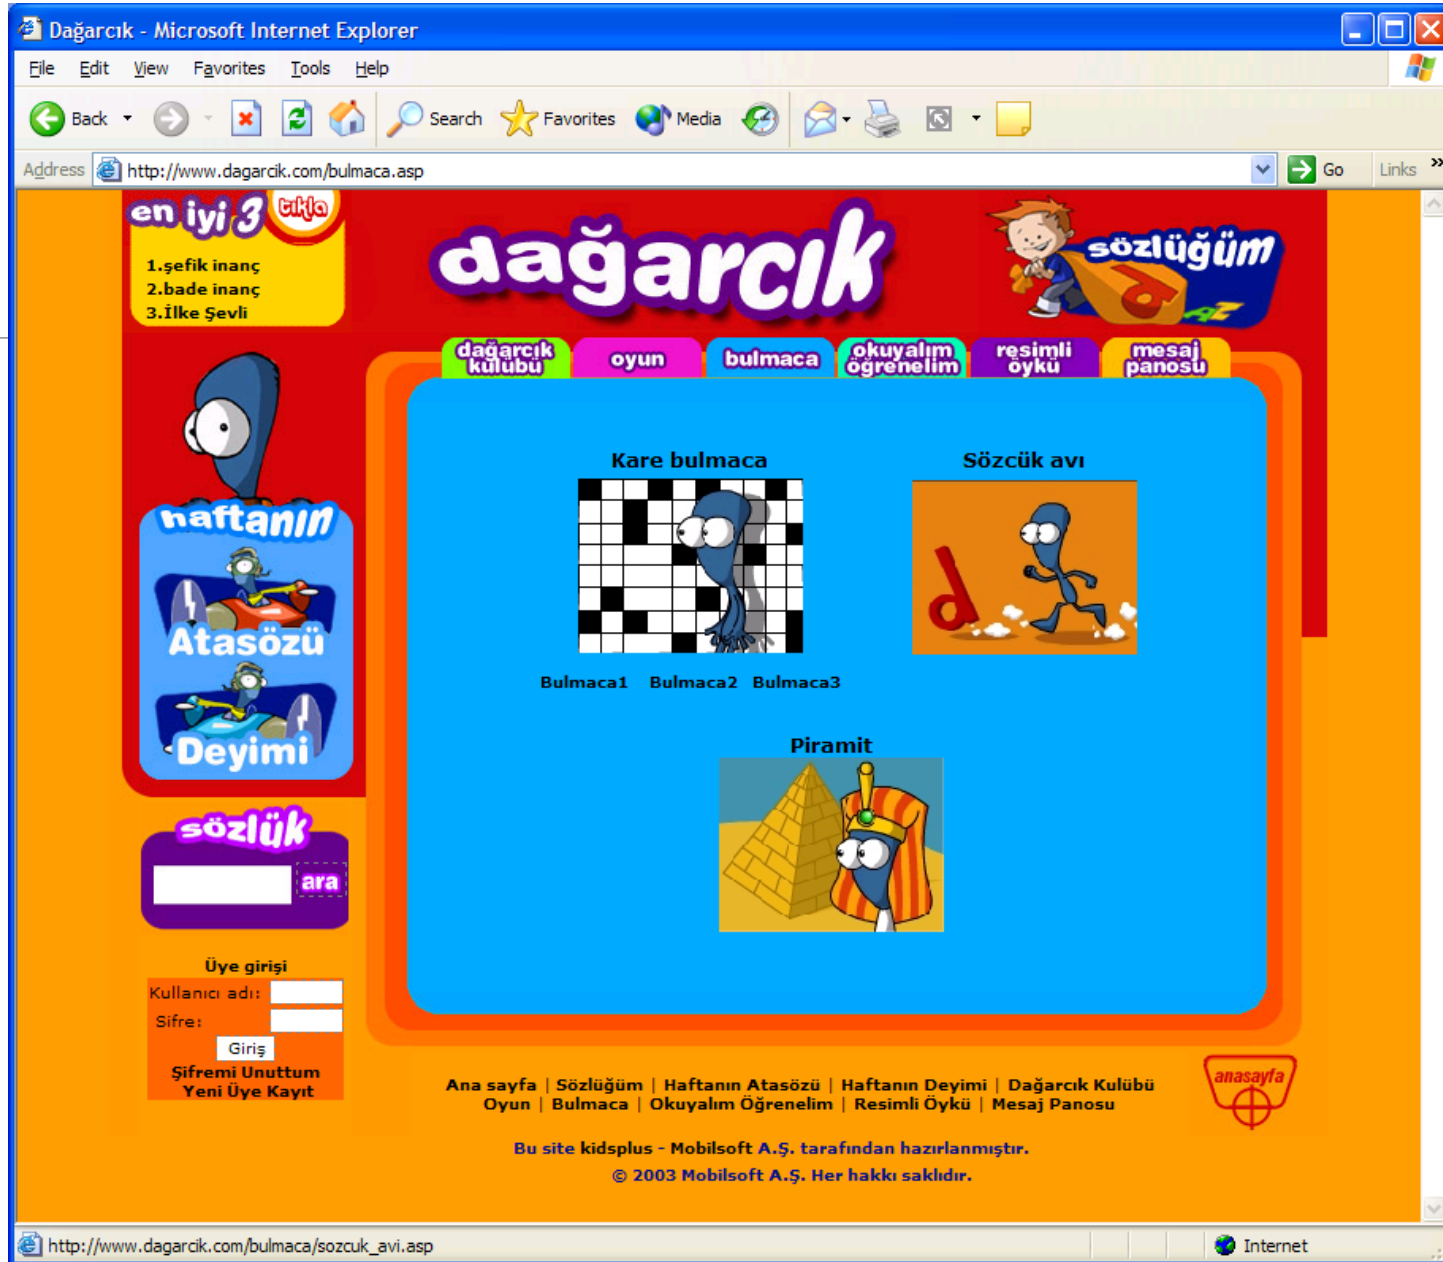 Dağarcık - Microsoft Internet Explorer
File Edit View Favorites Tools Help
Back Search Favorites Media
Address http://www.dagarcik.com/bulmaca.asp Go Links »
en iyi 3 tıkla
1.şefik inanç
2.bade inanç
3.İlke Şevli
dağarcık
sözlüğüm
d
AZ
dağarcık kulübü
oyun
bulmaca
okuyalım öğrenelim
resimli öykü
mesaj panosu
haftanın
Atasözü
Deyimi
Kare bulmaca
Sözcük avı
d
Bulmaca1 Bulmaca2 Bulmaca3
Piramit
sözlük
ara
Üye girişi
Kullanıcı adı:
Sifre:
Giriş
Şifremi Unuttum
Yeni Üye Kayıt
Ana sayfa | Sözlüğüm | Haftanın Atasözü | Haftanın Deyimi | Dağarcık Kulübü
Oyun | Bulmaca | Okuyalım Öğrenelim | Resimli Öykü | Mesaj Panosu
anasayfa
Bu site kidsplus - Mobilsoft A.Ş. tarafından hazırlanmıştır.
© 2003 Mobilsoft A.Ş. Her hakkı saklıdır.
http://www.dagarcik.com/bulmaca/sozcuk_avi.asp Internet